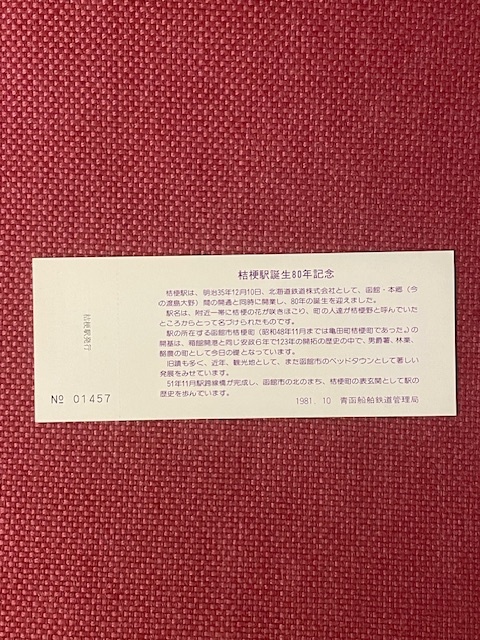 桔梗駅誕生80年記念
桔梗駅は、明治35年12月10日、北海道鉄道株式会社として、函館・本郷（今
の渡島大野）間の開通と同時に開業し、80年の誕生を迎えました。
駅名は、附近一帯に桔梗の花が咲きほこり、町の人達が桔梗野と呼んでいた
ところからとって名づけられたものです。
駅の所在する函館市桔梗町（昭和48年11月までは亀田町桔梗町であった。）の
開基は、箱館開港と同じ安政6年で123年の開拓の歴史の中で、男爵薯、林業、
酪農の町として今日の礎となっています。
旧蹟も多く、近年、観光地として、また函館市のベッドタウンとして著しい
発展をみせています。
51年11月駅跨線橋が完成し、函館市の北のまち、桔梗町の表玄関として駅の
歴史を歩んでいます。
1981. 10 青函船舶鉄道管理局
桔梗駅発行
№ 01457